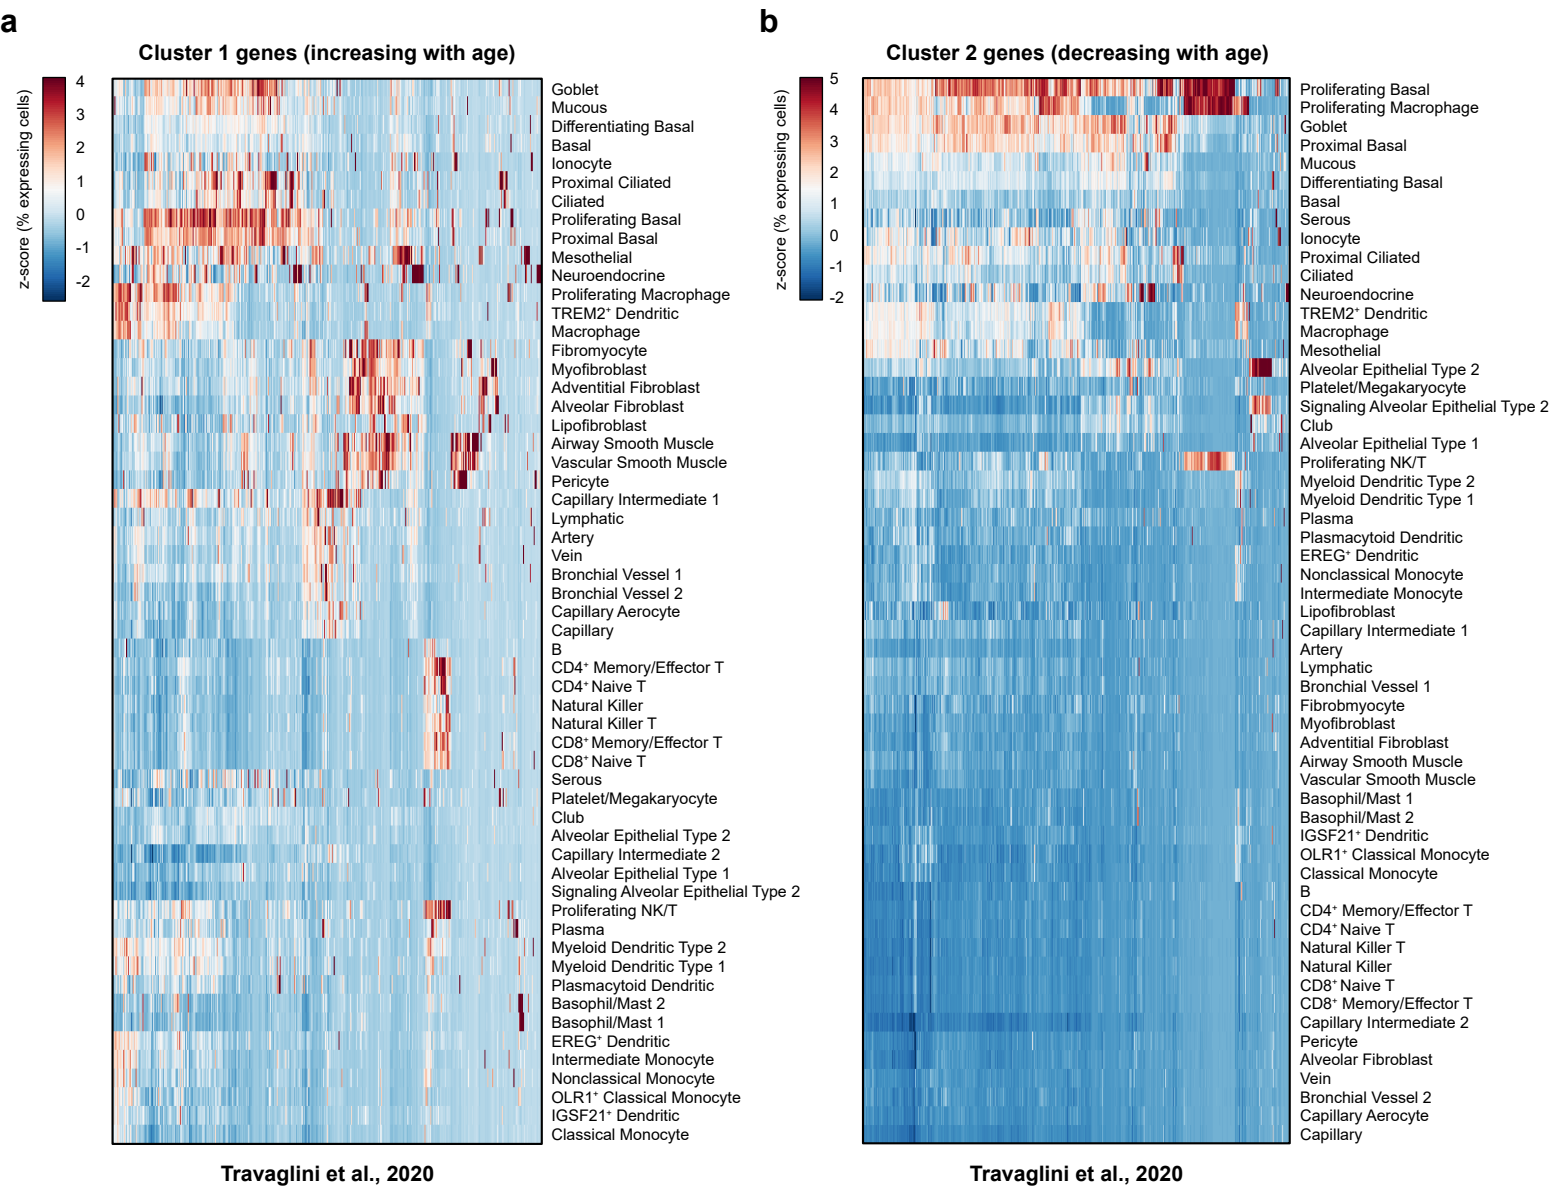 a
Cluster 1 genes (increasing with age)
z-score (% expressing cells)
4
3
2
1
0
-1
-2
Goblet
Mucous
Differentiating Basal
Basal
Ionocyte
Proximal Ciliated
Ciliated
Proliferating Basal
Proximal Basal
Mesothelial
Neuroendocrine
Proliferating Macrophage
TREM2⁺ Dendritic
Macrophage
Fibromyocyte
Myofibroblast
Adventitial Fibroblast
Alveolar Fibroblast
Lipofibroblast
Airway Smooth Muscle
Vascular Smooth Muscle
Pericyte
Capillary Intermediate 1
Lymphatic
Artery
Vein
Bronchial Vessel 1
Bronchial Vessel 2
Capillary Aerocyte
Capillary
B
CD4⁺ Memory/Effector T
CD4⁺ Naive T
Natural Killer
Natural Killer T
CD8⁺ Memory/Effector T
CD8⁺ Naive T
Serous
Platelet/Megakaryocyte
Club
Alveolar Epithelial Type 2
Capillary Intermediate 2
Alveolar Epithelial Type 1
Signaling Alveolar Epithelial Type 2
Proliferating NK/T
Plasma
Myeloid Dendritic Type 2
Myeloid Dendritic Type 1
Plasmacytoid Dendritic
Basophil/Mast 2
Basophil/Mast 1
EREG⁺ Dendritic
Intermediate Monocyte
Nonclassical Monocyte
OLR1⁺ Classical Monocyte
IGSF21⁺ Dendritic
Classical Monocyte
Travaglini et al., 2020
b
Cluster 2 genes (decreasing with age)
z-score (% expressing cells)
5
4
3
2
1
0
-1
-2
Proliferating Basal
Proliferating Macrophage
Goblet
Proximal Basal
Mucous
Differentiating Basal
Basal
Serous
Ionocyte
Proximal Ciliated
Ciliated
Neuroendocrine
TREM2⁺ Dendritic
Macrophage
Mesothelial
Alveolar Epithelial Type 2
Platelet/Megakaryocyte
Signaling Alveolar Epithelial Type 2
Club
Alveolar Epithelial Type 1
Proliferating NK/T
Myeloid Dendritic Type 2
Myeloid Dendritic Type 1
Plasma
Plasmacytoid Dendritic
EREG⁺ Dendritic
Nonclassical Monocyte
Intermediate Monocyte
Lipofibroblast
Capillary Intermediate 1
Artery
Lymphatic
Bronchial Vessel 1
Fibrobmyocyte
Myofibroblast
Adventitial Fibroblast
Airway Smooth Muscle
Vascular Smooth Muscle
Basophil/Mast 1
Basophil/Mast 2
IGSF21⁺ Dendritic
OLR1⁺ Classical Monocyte
Classical Monocyte
B
CD4⁺ Memory/Effector T
CD4⁺ Naive T
Natural Killer T
Natural Killer
CD8⁺ Naive T
CD8⁺ Memory/Effector T
Capillary Intermediate 2
Pericyte
Alveolar Fibroblast
Vein
Bronchial Vessel 2
Capillary Aerocyte
Capillary
Travaglini et al., 2020